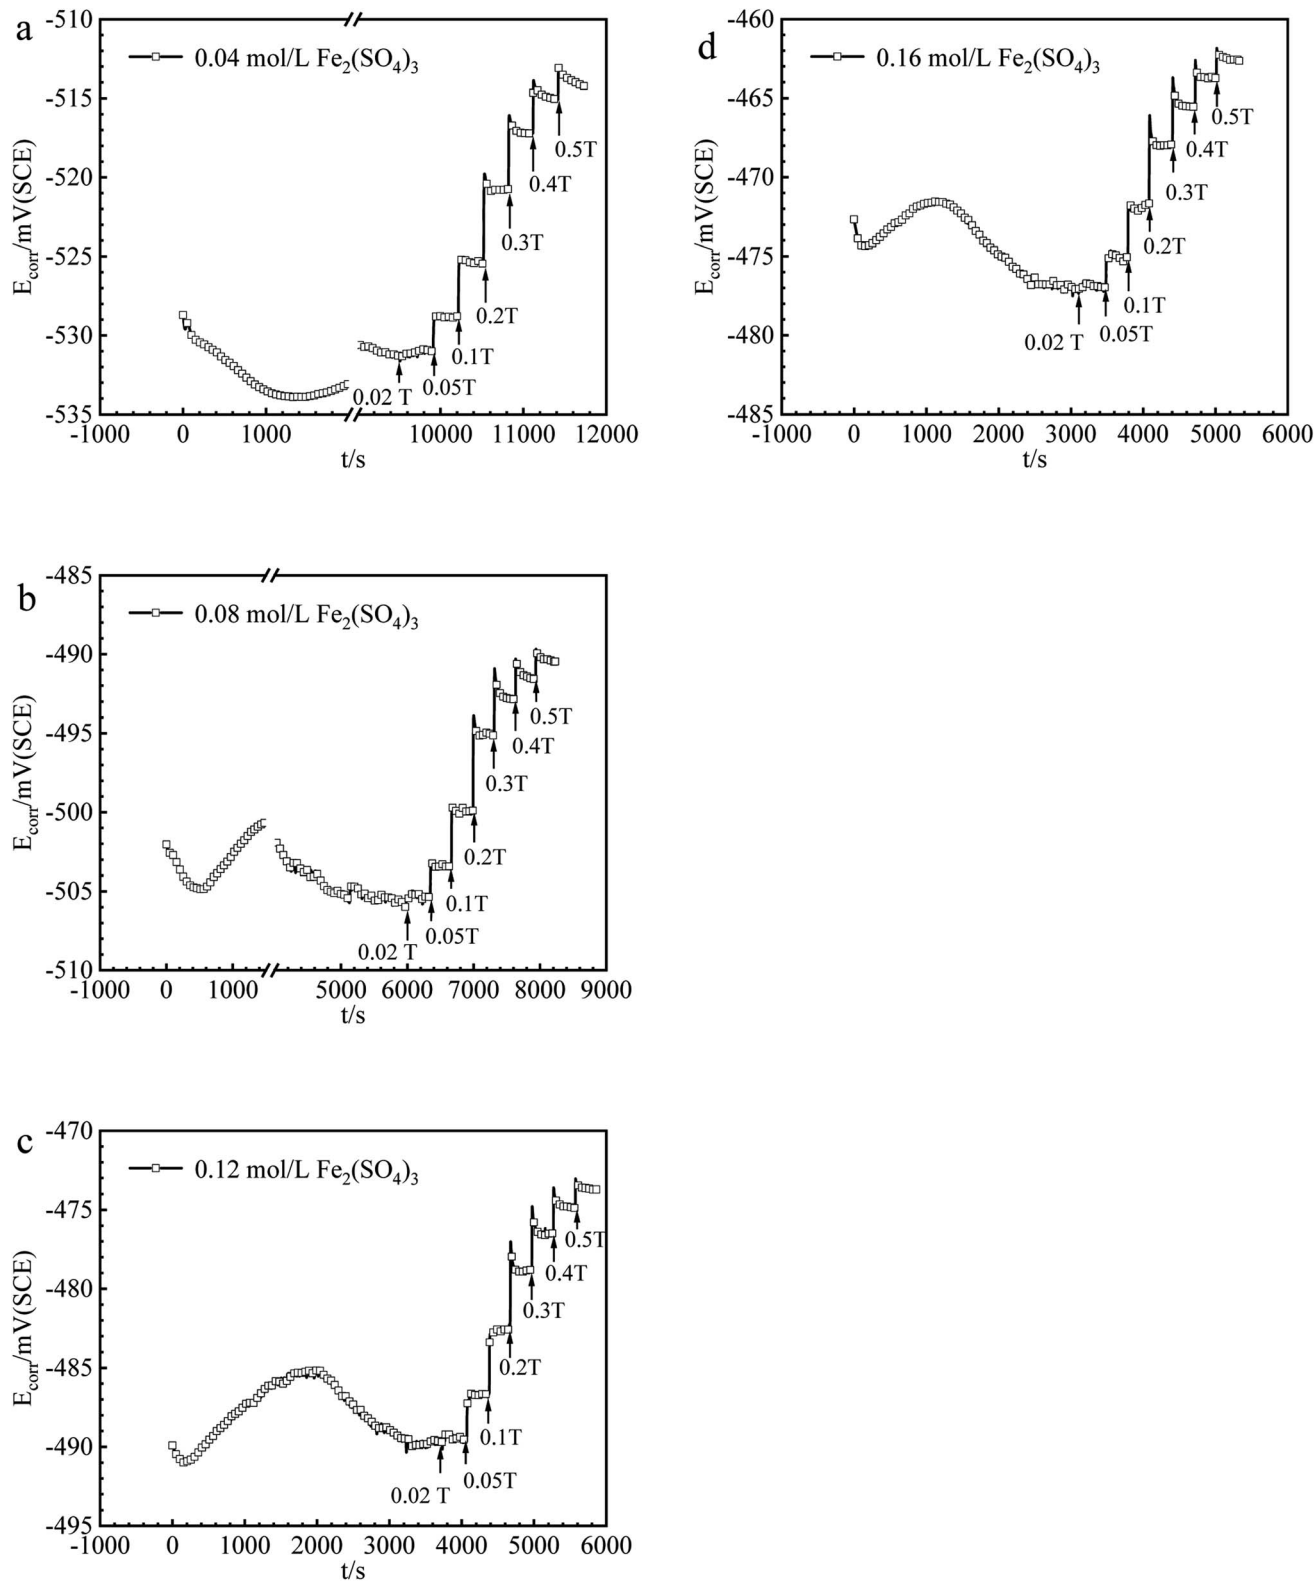 a
0.04 mol/L Fe₂(SO₄)₃
-510
-515
-520
-525
-530
-535
E_corr/mV(SCE)
0.02 T
0.05T
0.1T
0.2T
0.3T
0.4T
0.5T
-1000 0 1000 10000 11000 12000
t/s
d
0.16 mol/L Fe₂(SO₄)₃
-460
-465
-470
-475
-480
-485
E_corr/mV(SCE)
0.02 T
0.05T
0.1T
0.2T
0.3T
0.4T
0.5T
-1000 0 1000 2000 3000 4000 5000 6000
t/s
b
0.08 mol/L Fe₂(SO₄)₃
-485
-490
-495
-500
-505
-510
E_corr/mV(SCE)
0.02 T
0.05T
0.1T
0.2T
0.3T
0.4T
0.5T
-1000 0 1000 5000 6000 7000 8000 9000
t/s
c
0.12 mol/L Fe₂(SO₄)₃
-470
-475
-480
-485
-490
-495
E_corr/mV(SCE)
0.02 T
0.05T
0.1T
0.2T
0.3T
0.4T
0.5T
-1000 0 1000 2000 3000 4000 5000 6000
t/s